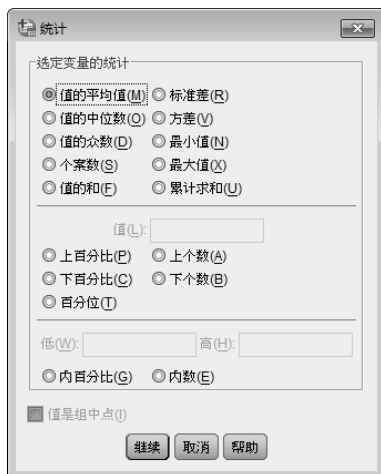 统计
选定变量的统计
值的平均值(M) 标准差(R)
值的中位数(O) 方差(V)
值的众数(D) 最小值(N)
个案数(S) 最大值(X)
值的和(F) 累计求和(U)
值(L):
上百分比(P) 上个数(A)
下百分比(C) 下个数(B)
百分位(T)
低(W): 高(H):
内百分比(G) 内数(E)
值是组中点(I)
继续 取消 帮助